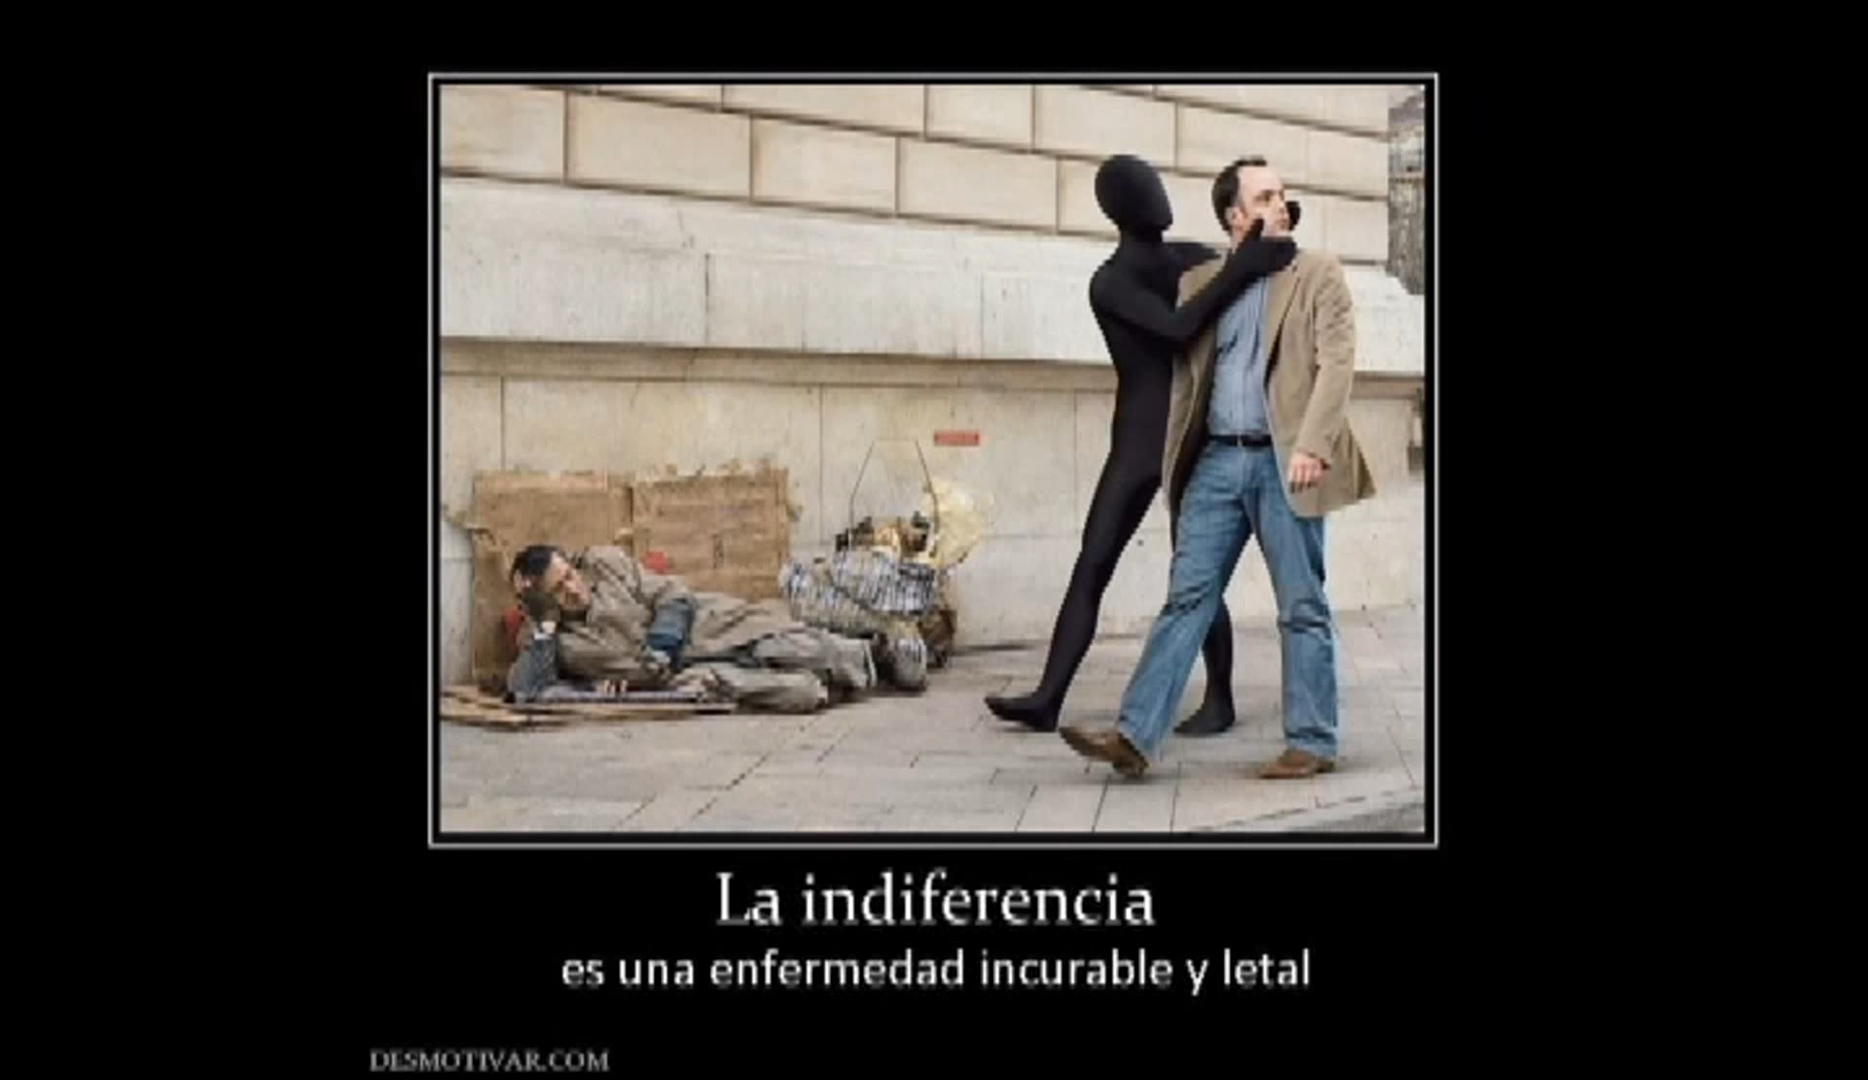 La indiferencia
es una enfermedad incurable y letal
DESMOTIVAR.COM